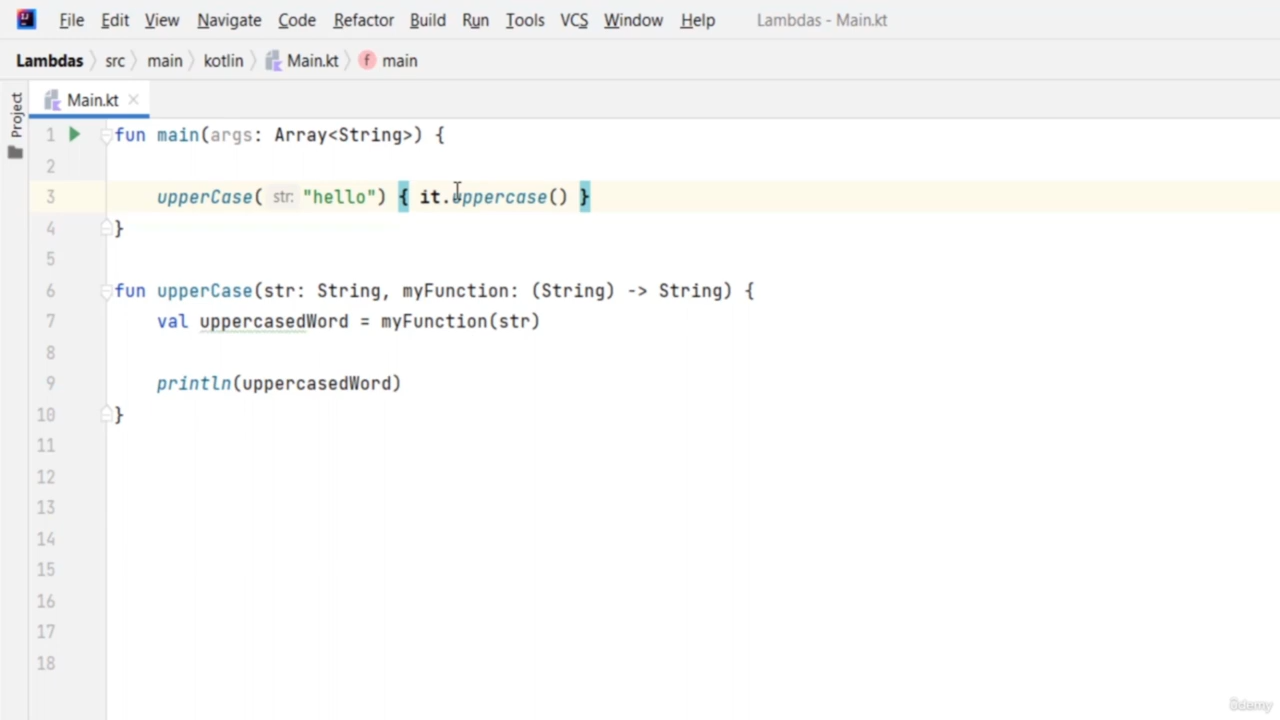 File Edit View Navigate Code Refactor Build Run Tools VCS Window Help Lambdas - Main.kt
Lambdas src main kotlin Main.kt f main
Project
Main.kt
1 fun main(args: Array<String>) {
2
3 upperCase( str: "hello") { it.uppercase() }
4 }
5
6 fun upperCase(str: String, myFunction: (String) -> String) {
7 val uppercasedWord = myFunction(str)
8
9 println(uppercasedWord)
10 }
11
12
13
14
15
16
17
18
ûdemy